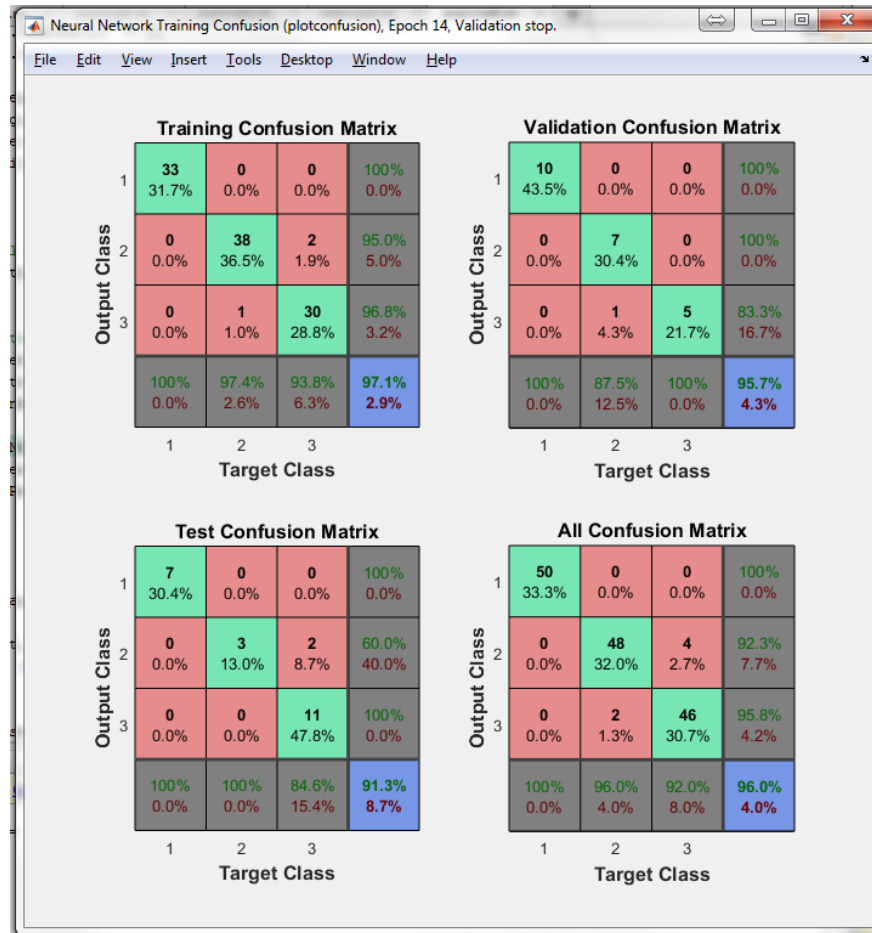 Neural Network Training Confusion (plotconfusion), Epoch 14, Validation stop.
File Edit View Insert Tools Desktop Window Help
Training Confusion Matrix
Output Class
1 33 0 0 100%
31.7% 0.0% 0.0% 0.0%
2 0 38 2 95.0%
0.0% 36.5% 1.9% 5.0%
3 0 1 30 96.8%
0.0% 1.0% 28.8% 3.2%
100% 97.4% 93.8% 97.1%
0.0% 2.6% 6.3% 2.9%
1 2 3
Target Class
Validation Confusion Matrix
Output Class
1 10 0 0 100%
43.5% 0.0% 0.0% 0.0%
2 0 7 0 100%
0.0% 30.4% 0.0% 0.0%
3 0 1 5 83.3%
0.0% 4.3% 21.7% 16.7%
100% 87.5% 100% 95.7%
0.0% 12.5% 0.0% 4.3%
1 2 3
Target Class
Test Confusion Matrix
Output Class
1 7 0 0 100%
30.4% 0.0% 0.0% 0.0%
2 0 3 2 60.0%
0.0% 13.0% 8.7% 40.0%
3 0 0 11 100%
0.0% 0.0% 47.8% 0.0%
100% 100% 84.6% 91.3%
0.0% 0.0% 15.4% 8.7%
1 2 3
Target Class
All Confusion Matrix
Output Class
1 50 0 0 100%
33.3% 0.0% 0.0% 0.0%
2 0 48 4 92.3%
0.0% 32.0% 2.7% 7.7%
3 0 2 46 95.8%
0.0% 1.3% 30.7% 4.2%
100% 96.0% 92.0% 96.0%
0.0% 4.0% 8.0% 4.0%
1 2 3
Target Class